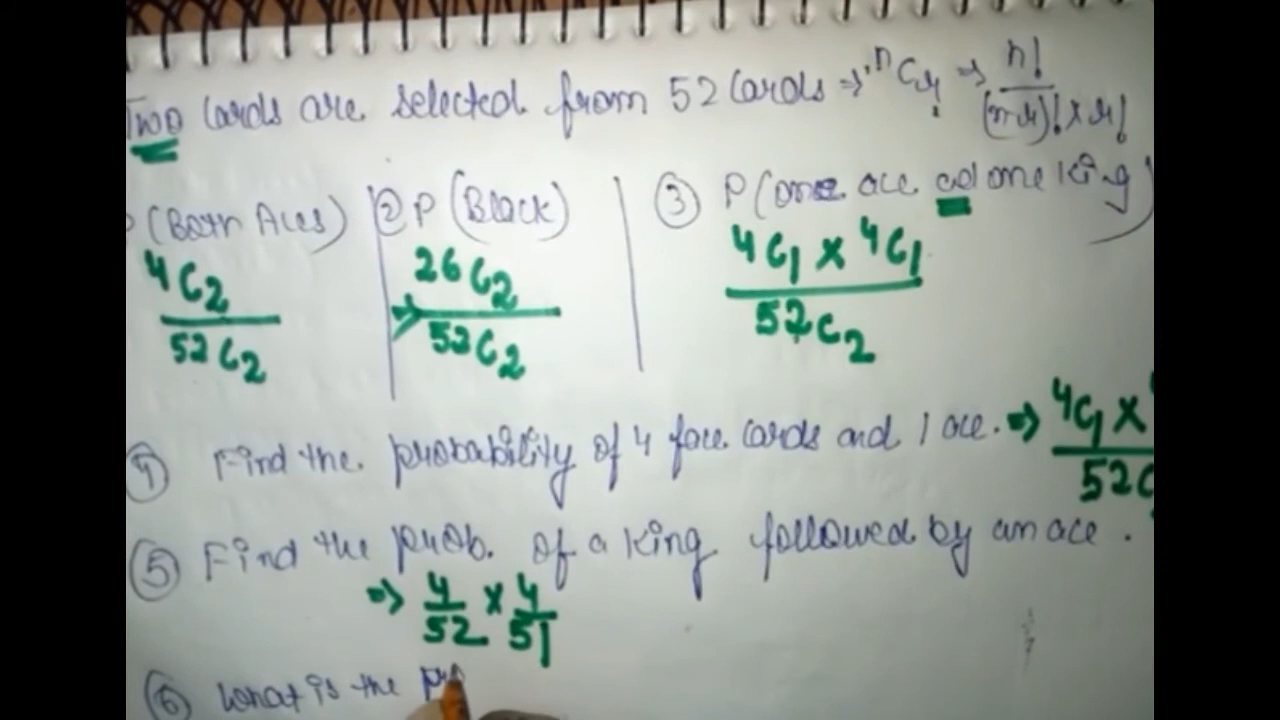 Two Cards are selected from 52 Cards ⇒ ⁿCᵣ ⇒ n!/(n-r)! × r!
P (Both Aces) ② P (Black) ③ P (one ace and one king)
⁴C₂/⁵²C₂ ⇒ ²⁶C₂/⁵²C₂ ⁴C₁ × ⁴C₁/⁵²C₂
④ Find the probability of 4 face cards and 1 ace. ⇒ ⁴C₁ ×/52C
⑤ Find the prob. of a king followed by an ace.
⇒ 4/52 × 4/51
⑥ What is the